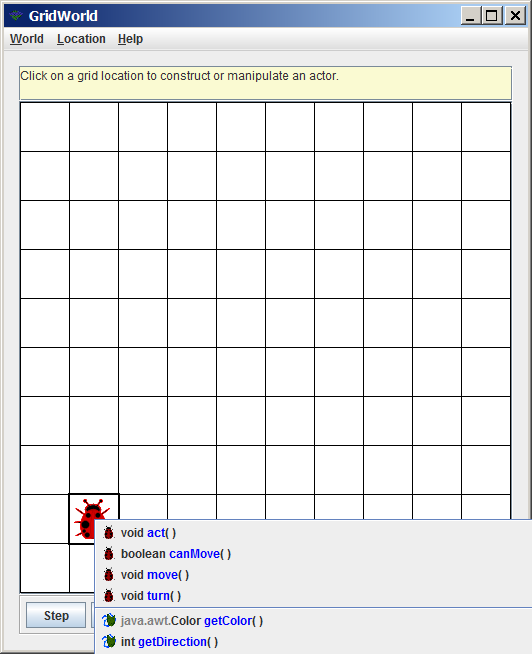 GridWorld
World Location Help
Click on a grid location to construct or manipulate an actor.
void act( )
boolean canMove( )
void move( )
void turn( )
Step
java.awt.Color getColor( )
int getDirection( )